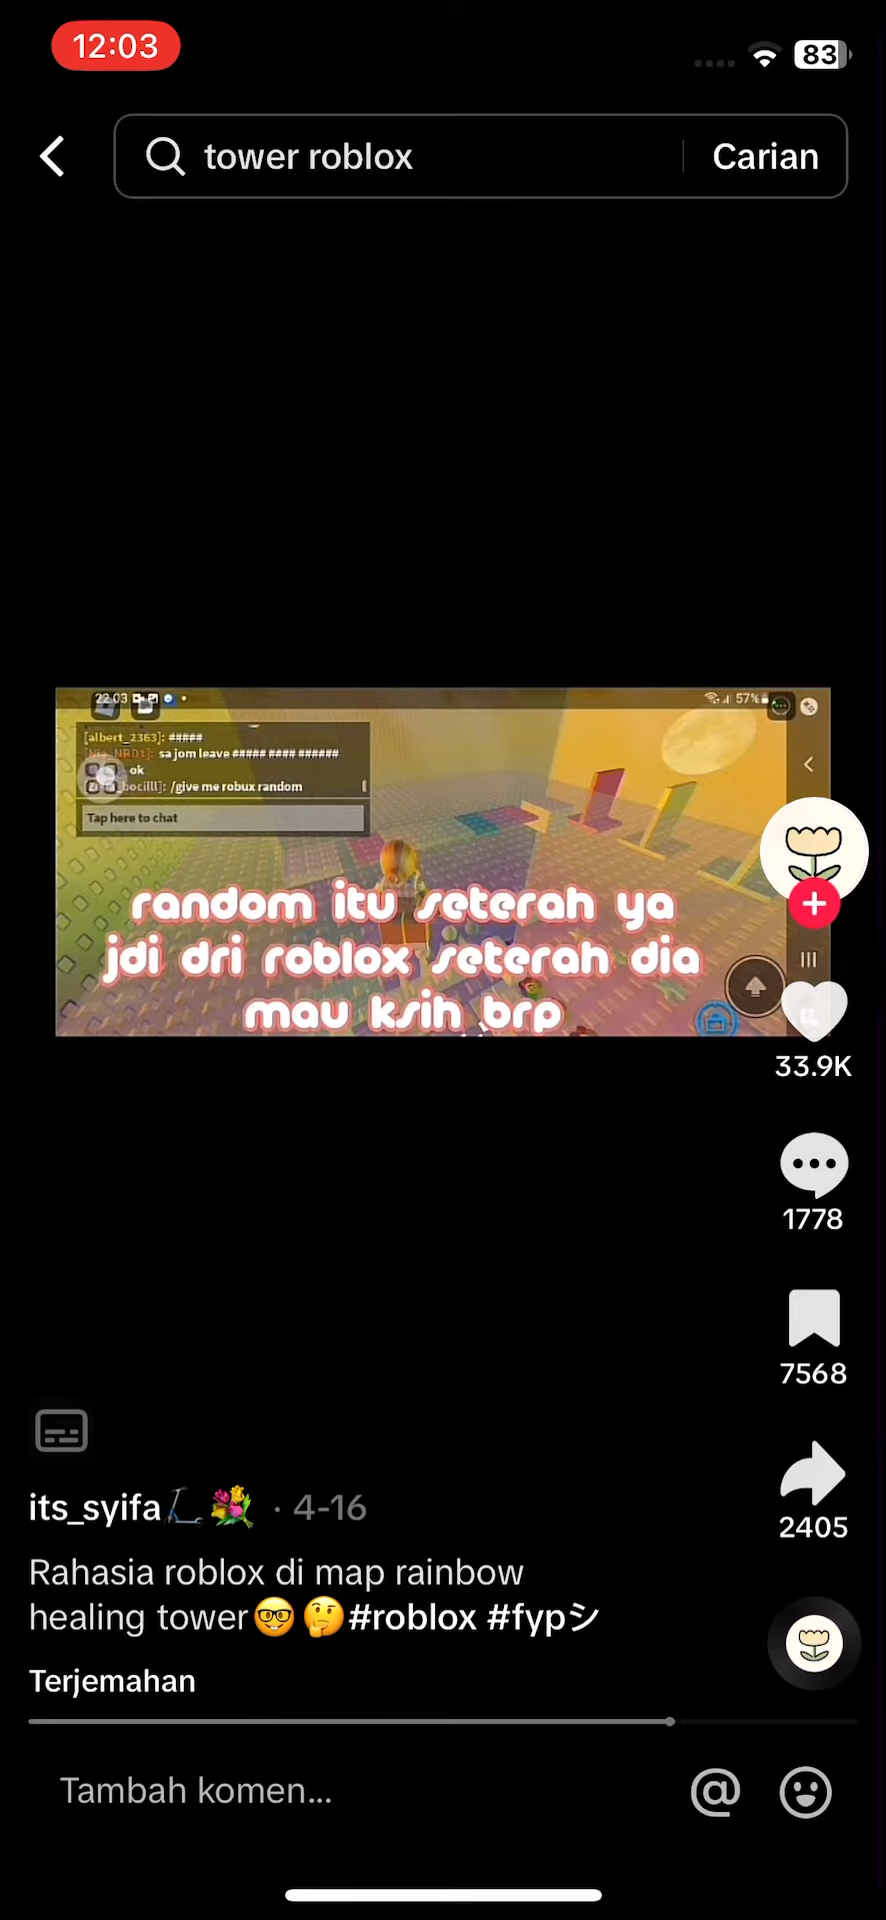 12:03
83
tower roblox
Carian
22.03
57%
[albert_2363]: #####
sa jom leave ##### #### ######
ok
/give me robux random
Tap here to chat
random itu seterah ya
jdi dri roblox seterah dia
mau ksih brp
33.9K
1778
7568
2405
its_syifa🛴💐 · 4-16
Rahasia roblox di map rainbow
healing tower🤓🤔#roblox #fypシ
Terjemahan
Tambah komen...